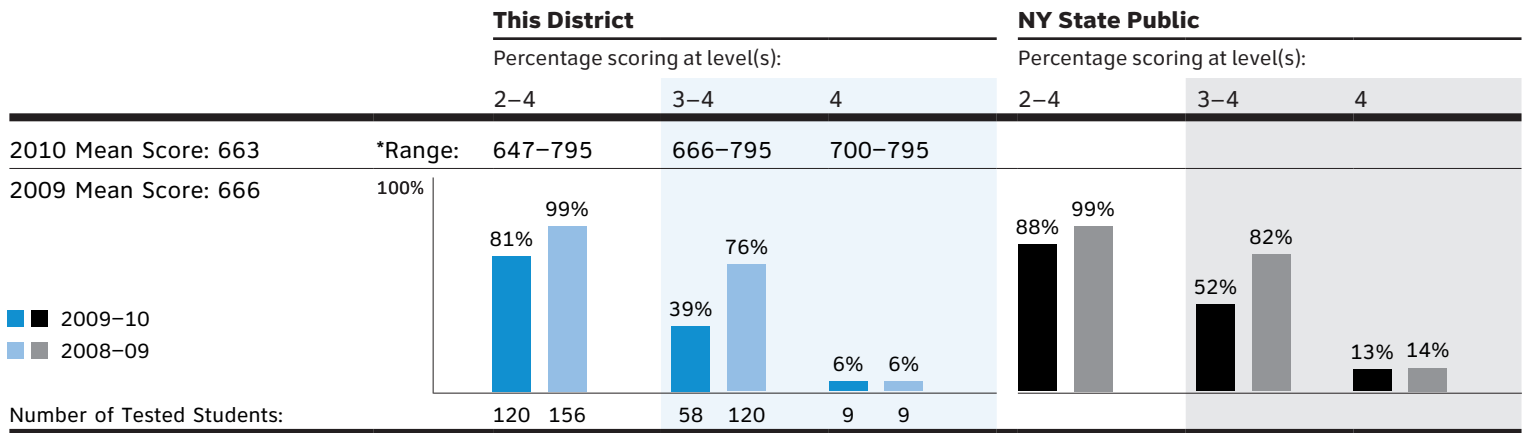 This District NY State Public
Percentage scoring at level(s): Percentage scoring at level(s):
2–4 3–4 4 2–4 3–4 4
2010 Mean Score: 663 *Range: 647–795 666–795 700–795
2009 Mean Score: 666 100%
81% 99% 39% 76% 6% 6% 88% 99% 52% 82% 13% 14%
2009–10
2008–09
Number of Tested Students: 120 156 58 120 9 9